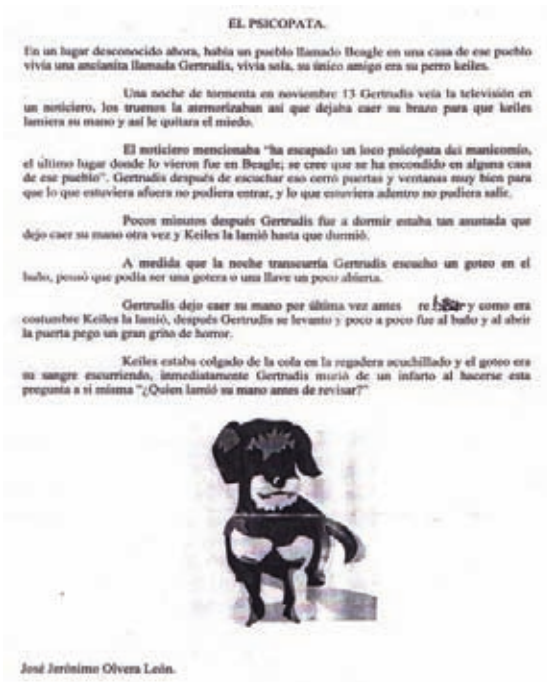 EL PSICOPATA.
En un lugar desconocido ahora, había un pueblo llamado Beagle en una casa de ese pueblo
vivía una ancianita llamada Gertrudis, vivía sola, su único amigo era su perro keiles.
Una noche de tormenta en noviembre 13 Gertrudis veía la televisión en
un noticiero, los truenos la atemorizaban así que dejaba caer su brazo para que keiles
lamiera su mano y así le quitara el miedo.
El noticiero mencionaba "ha escapado un loco psicópata del manicomio,
el último lugar donde lo vieron fue en Beagle; se cree que se ha escondido en alguna casa
de ese pueblo". Gertrudis después de escuchar eso cerró puertas y ventanas muy bien para
que lo que estuviera afuera no pudiera entrar, y lo que estuviera adentro no pudiera salir.
Pocos minutos después Gertrudis fue a dormir estaba tan asustada que
dejo caer su mano otra vez y Keiles la lamió hasta que durmió.
A medida que la noche transcurría Gertrudis escucho un goteo en el
baño, pensó que podía ser una gotera o una llave un poco abierta.
Gertrudis dejo caer su mano por última vez antes re y como era
costumbre Keiles la lamió, después Gertrudis se levanto y poco a poco fue al baño y al abrir
la puerta pego un gran grito de horror.
Keiles estaba colgado de la cola en la regadera acuchillado y el goteo era
su sangre escurriendo, inmediatamente Gertrudis murió de un infarto al hacerse esta
pregunta a si misma "¿Quien lamió su mano antes de revisar?"
José Jerónimo Olvera León.